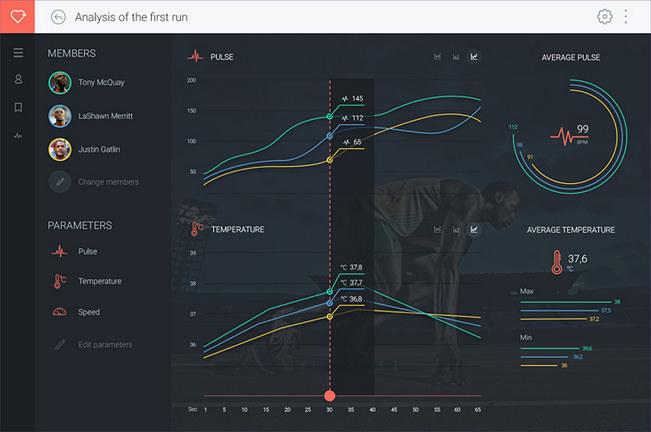 Analysis of the first run
MEMBERS
Tony McQuay
LaShawn Merritt
Justin Gatlin
Change members
PARAMETERS
Pulse
Temperature
Speed
Edit parameters
PULSE
200
150
100
50
145
112
65
TEMPERATURE
39
38
37
36
°C 37,8
°C 37,7
°C 36,8
Sec 1 5 10 15 20 25 30 35 40 45 50 55 60 65
AVERAGE PULSE
99
BPM
112
98
91
AVERAGE TEMPERATURE
37,6
°C
Max
38
37,5
37,2
Min
36,6
36,2
36